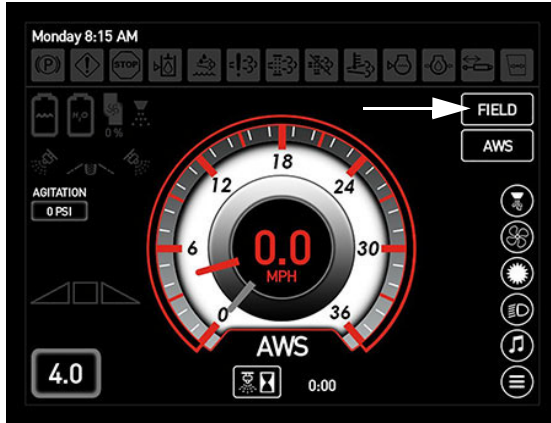 Monday 8:15 AM
(P)
STOP
H₂O
0 %
FIELD
AWS
AGITATION
0 PSI
0
6
12
18
24
30
36
0.0
MPH
AWS
4.0
0:00